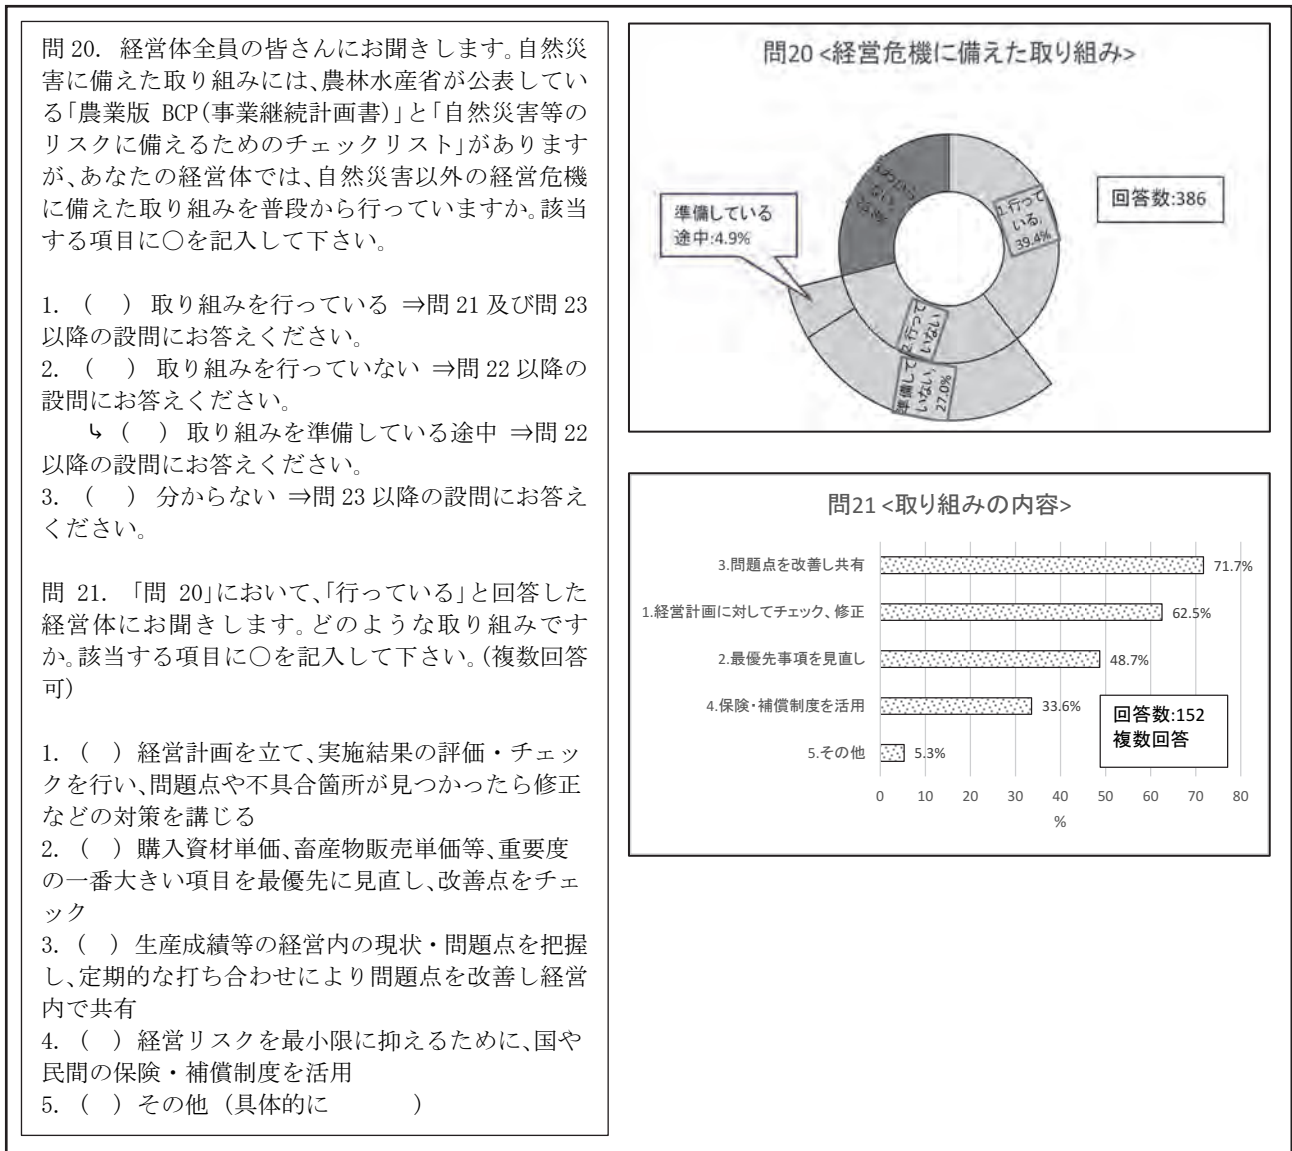 問 20. 経営体全員の皆さんにお聞きします。自然災
害に備えた取り組みには、農林水産省が公表してい
る「農業版 BCP(事業継続計画書)」と「自然災害等の
リスクに備えるためのチェックリスト」があります
が、あなたの経営体では、自然災害以外の経営危機
に備えた取り組みを普段から行っていますか。該当
する項目に○を記入して下さい。
1. ( ) 取り組みを行っている ⇒問 21 及び問 23
以降の設問にお答えください。
2. ( ) 取り組みを行っていない ⇒問 22 以降の
設問にお答えください。
↳ ( ) 取り組みを準備している途中 ⇒問 22
以降の設問にお答えください。
3. ( ) 分からない ⇒問 23 以降の設問にお答え
ください。
問 21. 「問 20」において、「行っている」と回答した
経営体にお聞きします。どのような取り組みです
か。該当する項目に○を記入して下さい。(複数回答
可)
1. ( ) 経営計画を立て、実施結果の評価・チェッ
クを行い、問題点や不具合箇所が見つかったら修正
などの対策を講じる
2. ( ) 購入資材単価、畜産物販売単価等、重要度
の一番大きい項目を最優先に見直し、改善点をチェ
ック
3. ( ) 生産成績等の経営内の現状・問題点を把握
し、定期的な打ち合わせにより問題点を改善し経営
内で共有
4. ( ) 経営リスクを最小限に抑えるために、国や
民間の保険・補償制度を活用
5. ( ) その他 (具体的に )
問20 <経営危機に備えた取り組み>
回答数:386
準備している
途中:4.9%
1.行って
いる,
39.4%
2.行って
いない
準備して
いない,
27.0%
問21 <取り組みの内容>
3.問題点を改善し共有 71.7%
1.経営計画に対してチェック、修正 62.5%
2.最優先事項を見直し 48.7%
4.保険・補償制度を活用 33.6%
5.その他 5.3%
回答数:152
複数回答
0 10 20 30 40 50 60 70 80
%